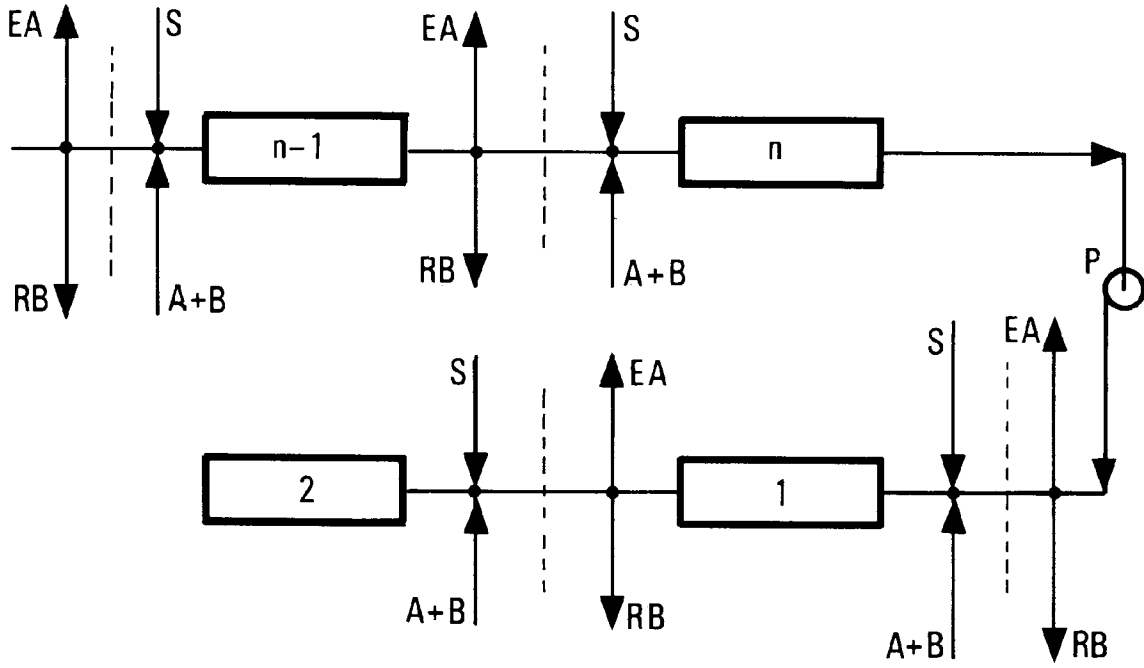 EA S EA S
n-1 n
RB A+B RB A+B P
S EA S EA
2 1
A+B RB A+B RB